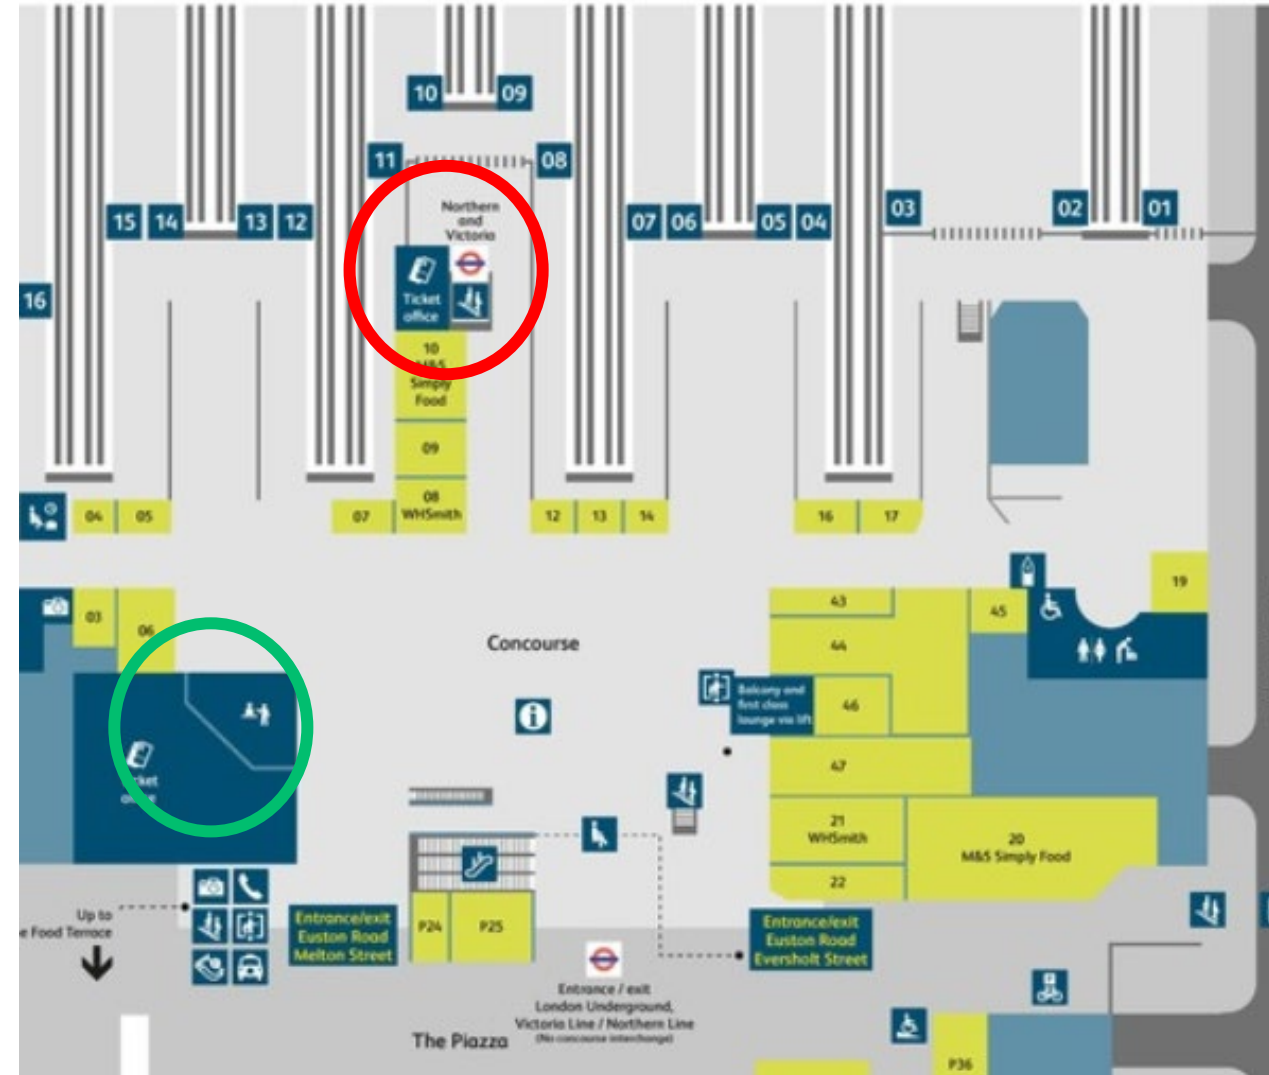 10
09
11
08
Northern
and
Victoria
15
14
13
12
07
06
05
04
03
02
01
Ticket
office
16
10
M&S
Simply
Food
09
08
WHSmith
04
05
07
12
13
14
16
17
19
03
06
43
45
Concourse
44
Balcony and
first class
lounge via lift
46
i
47
21
WHSmith
20
M&S Simply Food
22
Up to
e Food Terrace
Entrance/exit
Euston Road
Melton Street
P24
P25
Entrance/exit
Euston Road
Eversholt Street
Entrance / exit
London Underground,
Victoria Line / Northern Line
(No concourse interchange)
The Piazza
P
P36